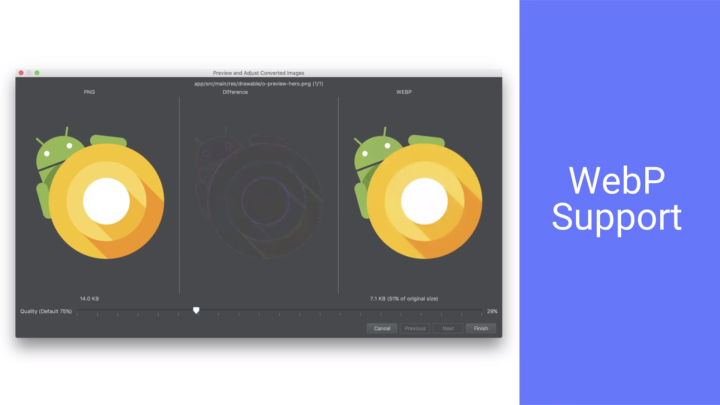 Preview and Adjust Converted Images
app/src/main/res/drawable/o-preview-hero.png (1/1)
PNG
Difference
WEBP
14.0 KB
7.1 KB (51% of original size)
Quality (Default 75%)
29%
Cancel
Previous
Next
Finish
WebP
Support